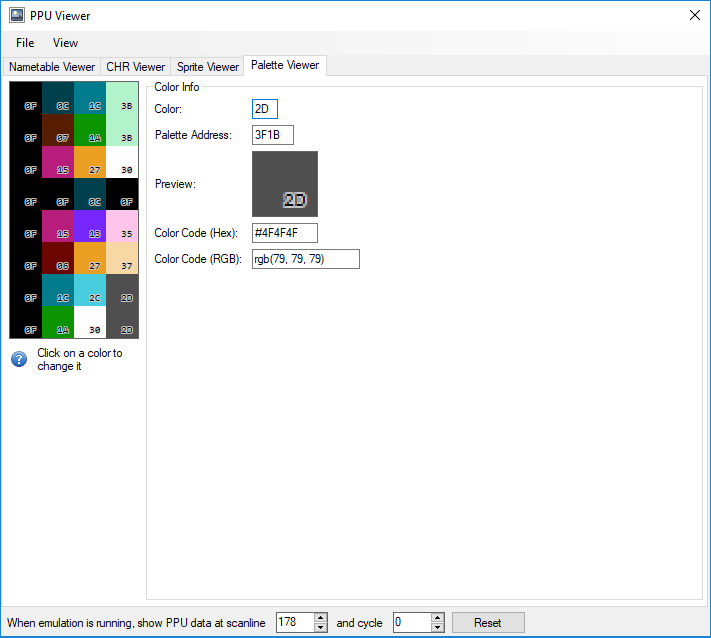 PPU Viewer
File View
Nametable Viewer CHR Viewer Sprite Viewer Palette Viewer
0F 0C 1C 3B
0F 07 1A 3B
0F 15 27 30
0F 0F 0C 0F
0F 15 13 35
0F 06 27 37
0F 1C 2C 2D
0F 1A 30 2D
? Click on a color to
change it
Color Info
Color: 2D
Palette Address: 3F1B
Preview: 2D
Color Code (Hex): #4F4F4F
Color Code (RGB): rgb(79, 79, 79)
When emulation is running, show PPU data at scanline 178 and cycle 0 Reset